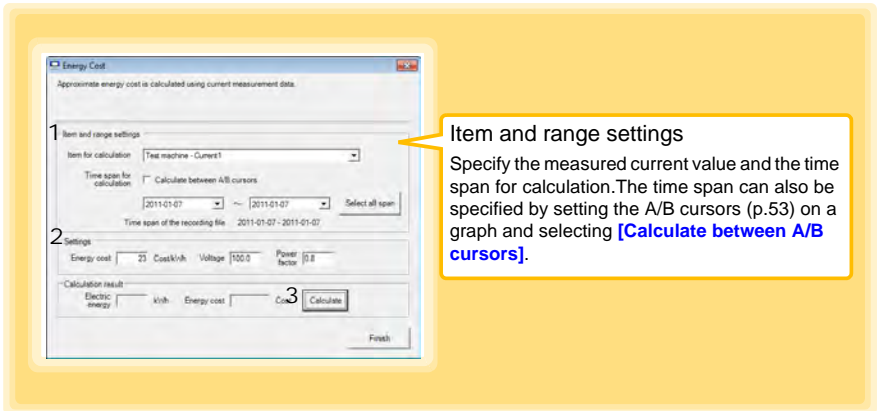 Energy Cost
Approximate energy cost is calculated using current measurement data.
1 Item and range settings
Item for calculation Test machine - Current1
Time span for calculation Calculate between A/B cursors
2011-01-07 ~ 2011-01-07 Select all span
Time span of the recording file 2011-01-07 - 2011-01-07
2 Settings
Energy cost 23 Cost/kWh Voltage 100.0 Power factor 0.8
Calculation result
Electric energy kWh Energy cost 3 Calculate
Finish
Item and range settings
Specify the measured current value and the time
span for calculation.The time span can also be
specified by setting the A/B cursors (p.53) on a
graph and selecting [Calculate between A/B
cursors].